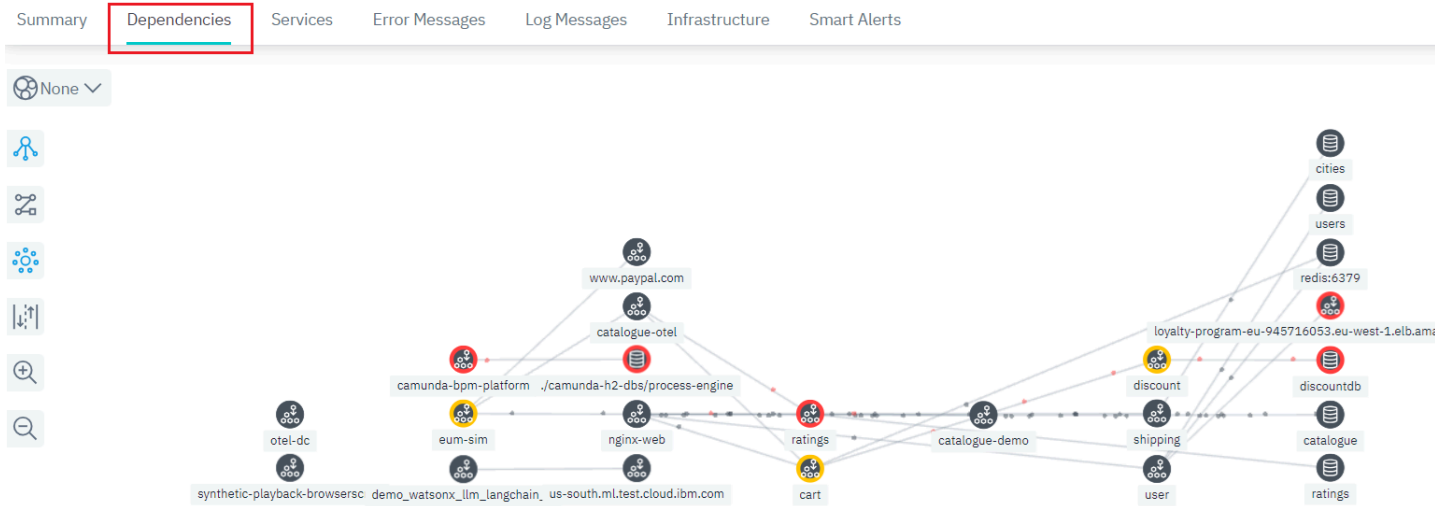 Summary Dependencies Services Error Messages Log Messages Infrastructure Smart Alerts
None
cities
users
www.paypal.com redis:6379
catalogue-otel loyalty-program-eu-945716053.eu-west-1.elb.ama
camunda-bpm-platform ./camunda-h2-dbs/process-engine discount discountdb
otel-dc eum-sim nginx-web ratings catalogue-demo shipping catalogue
synthetic-playback-browsersc demo_watsonx_llm_langchain_ us-south.ml.test.cloud.ibm.com cart user ratings